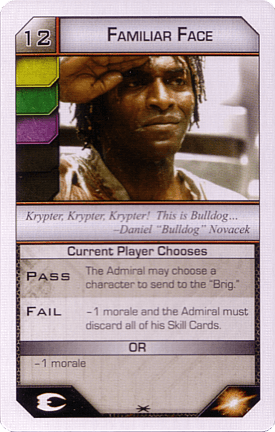 12
FAMILIAR FACE
Krypter, Krypter, Krypter! This is Bulldog...
–Daniel "Bulldog" Novacek
Current Player Chooses
PASS
The Admiral may choose a
character to send to the "Brig."
FAIL
-1 morale and the Admiral must
discard all of his Skill Cards.
OR
-1 morale